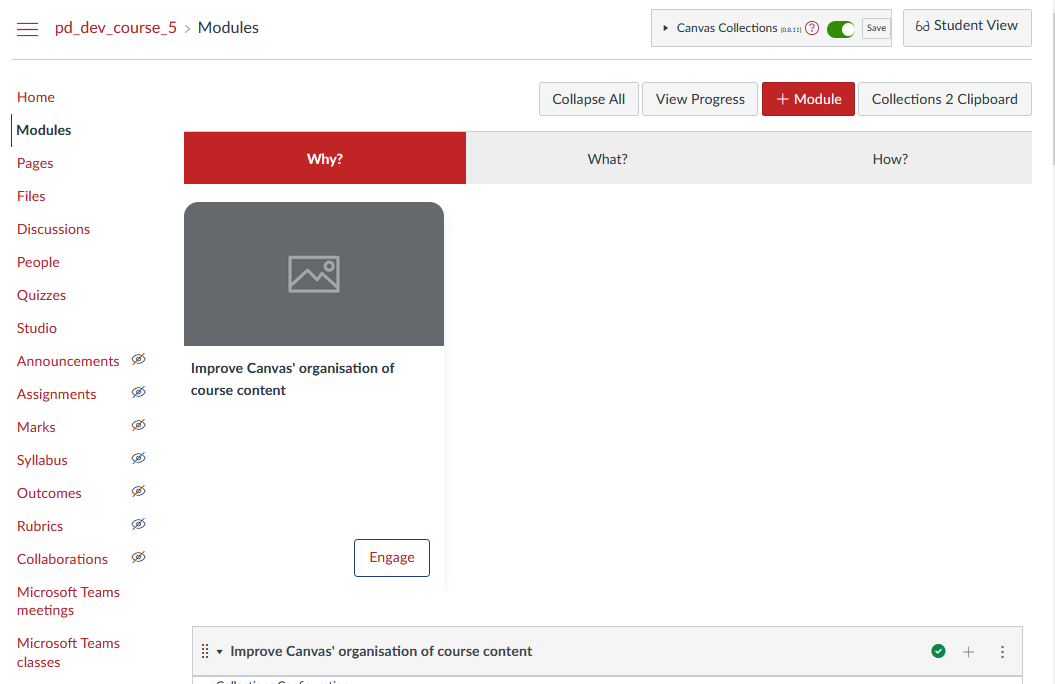 pd_dev_course_5 › Modules
Canvas Collections [0.8.11] ? Save
Student View
Collapse All
View Progress
+ Module
Collections 2 Clipboard
Home
Modules
Pages
Files
Discussions
People
Quizzes
Studio
Announcements
Assignments
Marks
Syllabus
Outcomes
Rubrics
Collaborations
Microsoft Teams
meetings
Microsoft Teams
classes
Why?
What?
How?
Improve Canvas' organisation of
course content
Engage
Improve Canvas' organisation of course content